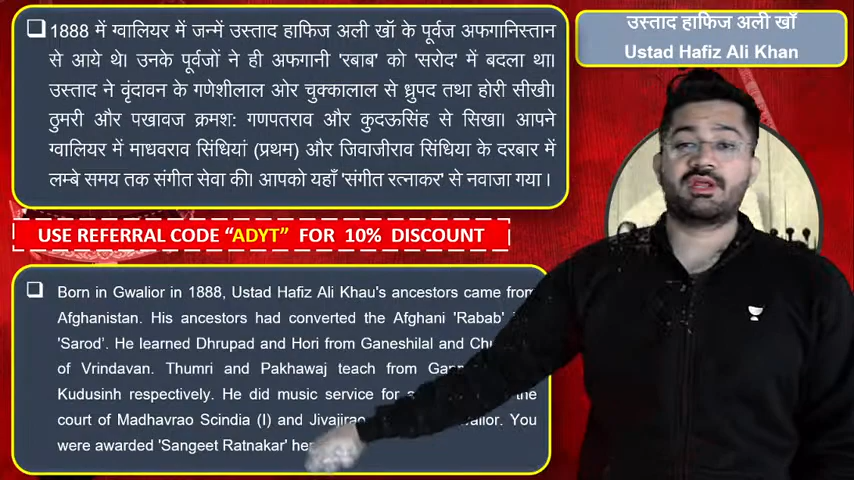 1888 में ग्वालियर में जन्में उस्ताद हाफिज अली खॉ के पूर्वज अफगानिस्तान
से आये थे। उनके पूर्वजों ने ही अफगानी 'रबाब' को 'सरोद' में बदला था।
उस्ताद ने वृंदावन के गणेशीलाल ओर चुक्कालाल से ध्रुपद तथा होरी सीखी।
ठुमरी और पखावज क्रमश: गणपतराव और कुदऊसिंह से सिखा। आपने
ग्वालियर में माधवराव सिंधियां (प्रथम) और जिवाजीराव सिंधिया के दरबार में
लम्बे समय तक संगीत सेवा की। आपको यहाँ 'संगीत रत्नाकर' से नवाजा गया ।
उस्ताद हाफिज अली खॉ
Ustad Hafiz Ali Khan
USE REFERRAL CODE “ADYT” FOR 10% DISCOUNT
Born in Gwalior in 1888, Ustad Hafiz Ali Khau's ancestors came from
Afghanistan. His ancestors had converted the Afghani 'Rabab'
'Sarod'. He learned Dhrupad and Hori from Ganeshilal and
of Vrindavan. Thumri and Pakhawaj teach from
Kudusinh respectively. He did music service for the
court of Madhavrao Scindia (I) and Jivajirao You
were awarded 'Sangeet Ratnakar'